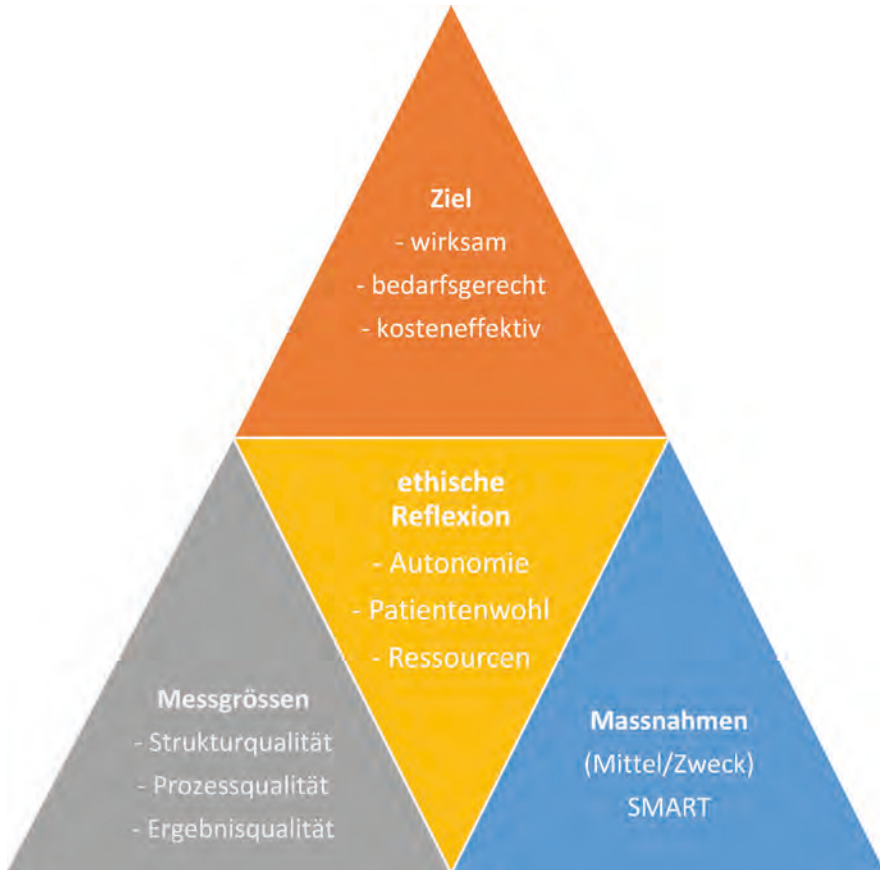 Ziel
- wirksam
- bedarfsgerecht
- kosteneffektiv
ethische
Reflexion
- Autonomie
- Patientenwohl
- Ressourcen
Messgrössen
- Strukturqualität
- Prozessqualität
- Ergebnisqualität
Massnahmen
(Mittel/Zweck)
SMART